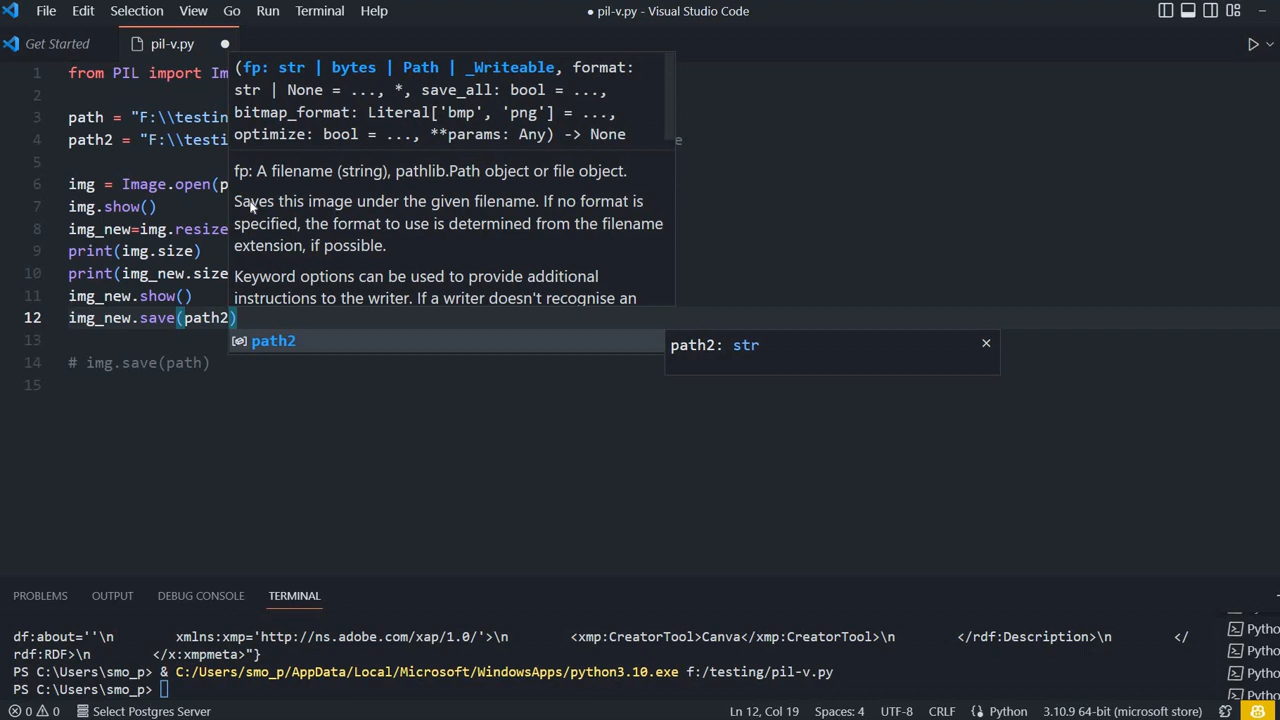 File Edit Selection View Go Run Terminal Help
pil-v.py - Visual Studio Code
Get Started
pil-v.py
1 from PIL import Im
2
3 path = "F:\\testin
4 path2 = "F:\\testi
5
6 img = Image.open(p
7 img.show()
8 img_new=img.resize
9 print(img.size)
10 print(img_new.size
11 img_new.show()
12 img_new.save(path2)
13
14 # img.save(path)
15
(fp: str | bytes | Path | _Writeable, format:
str | None = ..., *, save_all: bool = ...,
bitmap_format: Literal['bmp', 'png'] = ...,
optimize: bool = ..., **params: Any) -> None
fp: A filename (string), pathlib.Path object or file object.
Saves this image under the given filename. If no format is
specified, the format to use is determined from the filename
extension, if possible.
Keyword options can be used to provide additional
instructions to the writer. If a writer doesn't recognise an
path2
path2: str
PROBLEMS OUTPUT DEBUG CONSOLE TERMINAL
df:about=''\n xmlns:xmp='http://ns.adobe.com/xap/1.0/'>\n <xmp:CreatorTool>Canva</xmp:CreatorTool>\n </rdf:Description>\n </
rdf:RDF>\n </x:xmpmeta>"}
PS C:\Users\smo_p> & C:/Users/smo_p/AppData/Local/Microsoft/WindowsApps/python3.10.exe f:/testing/pil-v.py
PS C:\Users\smo_p>
Pytho
Pytho
Pytho
Pytho
0 0 Select Postgres Server
Ln 12, Col 19 Spaces: 4 UTF-8 CRLF Python 3.10.9 64-bit (microsoft store)